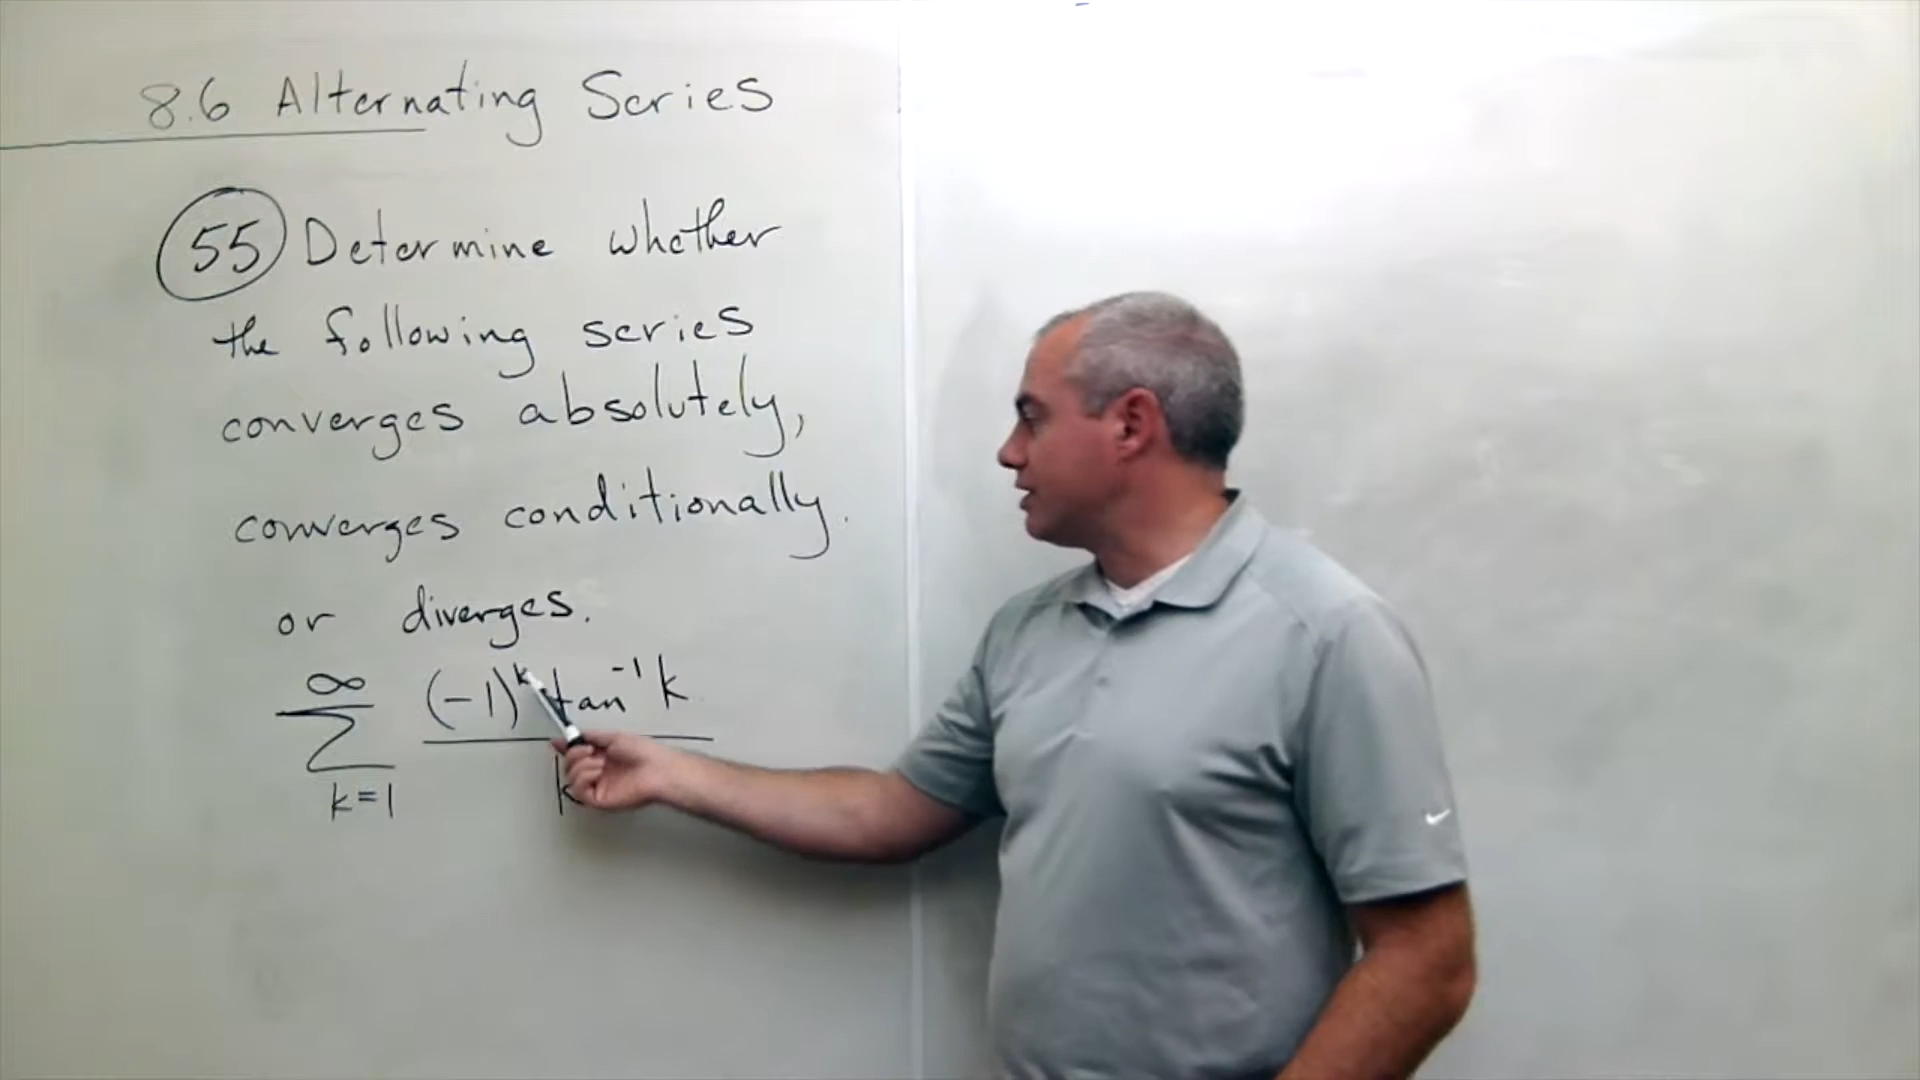 8.6 Alternating Series
55 Determine whether
the following series
converges absolutely,
converges conditionally.
or diverges.
∞
Σ (-1)^k tan^-1 k
k=1